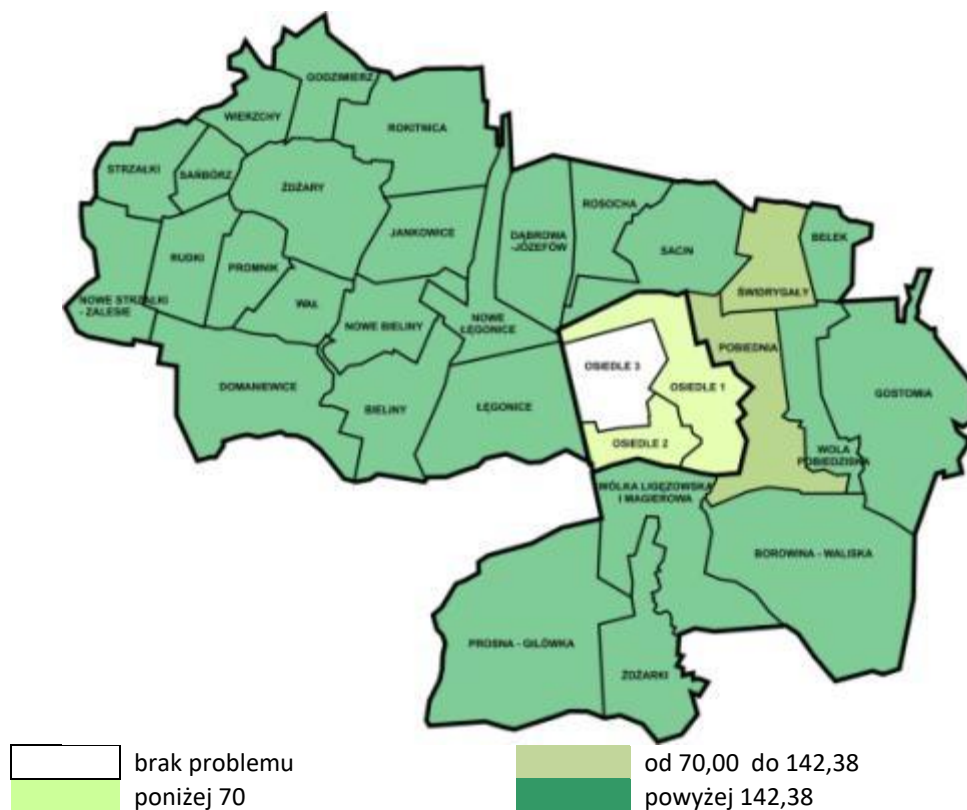 GODZIMIERZ
WIERZCHY
ROKITNICA
STRZAŁKI
SAŃBÓRZ
ŻDŻARY
ROSOCHA
DĄBROWA
-JÓZEFÓW
JANKOWICE
SACIN
BELEK
RUDKI
PROMNIK
ŚWIDRYGAŁY
NOWE STRZAŁKI
- ZALESIE
WAŁ
NOWE BIELINY
NOWE
ŁĘGONICE
POBIEDNIA
OSIEDLE 3
OSIEDLE 1
DOMANIEWICE
BIELINY
ŁĘGONICE
GOSTOMIA
OSIEDLE 2
WOLA
POBIEDZISKA
WÓLKA LIGĘZOWSKA
I MAGIEROWA
BOROWINA - WALISKA
PROSNA - GILÓWKA
ŻDŻARKI
brak problemu
od 70,00 do 142,38
poniżej 70
powyżej 142,38